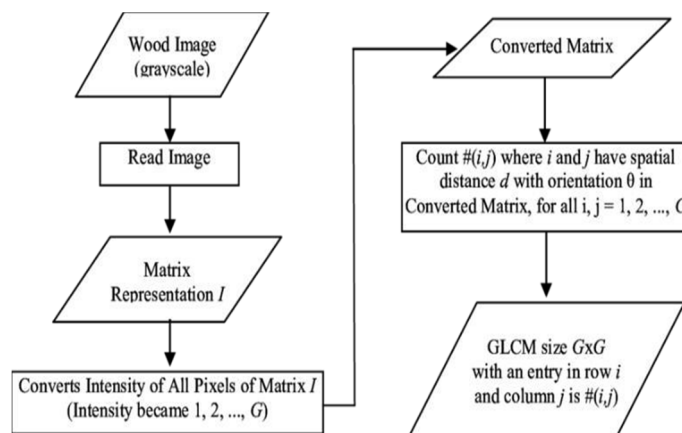 Wood Image
(grayscale)
Read Image
Matrix
Representation I
Converts Intensity of All Pixels of Matrix I
(Intensity became 1, 2, ..., G)
Converted Matrix
Count #(i,j) where i and j have spatial
distance d with orientation θ in
Converted Matrix, for all i, j = 1, 2, ..., G
GLCM size GxG
with an entry in row i
and column j is #(i,j)